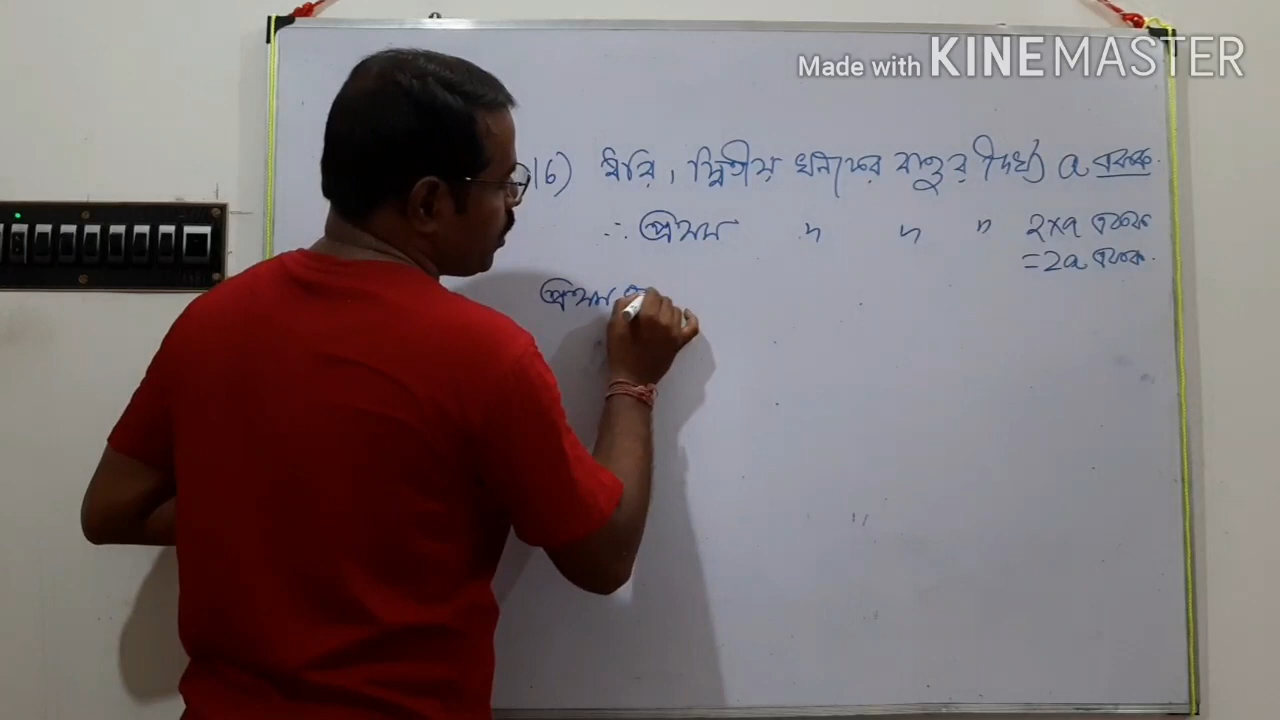 Made with KINEMASTER
16) ধরি, দ্বিতীয় ঘনকের বাহুর দৈর্ঘ্য a একক.
∴ প্রথম " " " 2×a একক
= 2a একক.
প্রথম